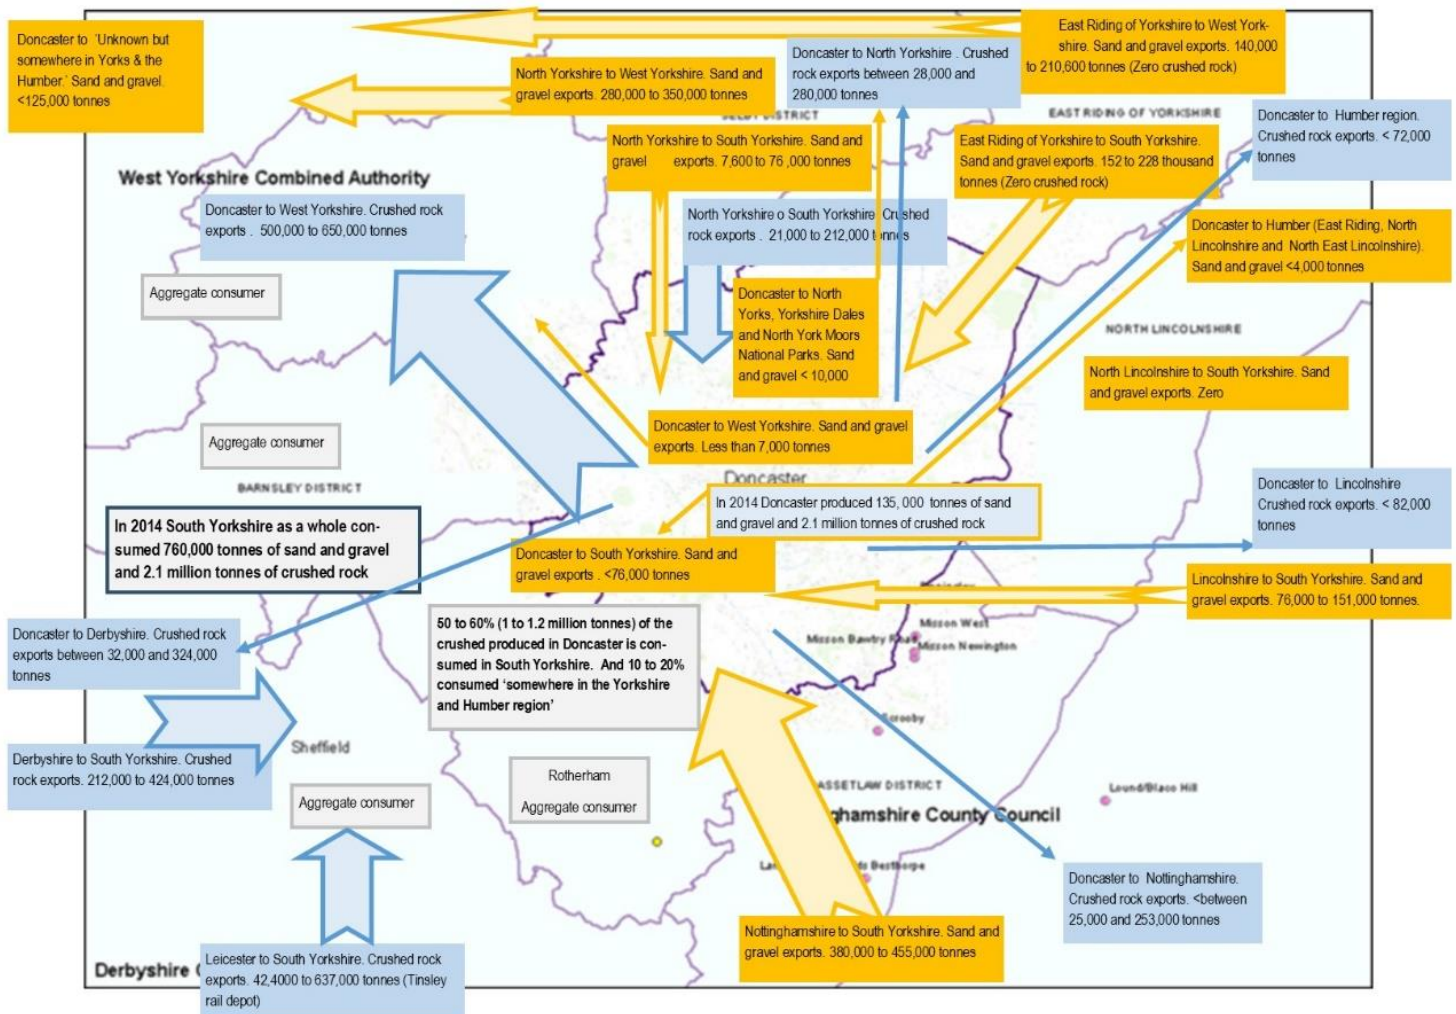 Doncaster to 'Unknown but
somewhere in Yorks & the
Humber.' Sand and gravel.
<125,000 tonnes
East Riding of Yorkshire to West York-
shire. Sand and gravel exports. 140,000
to 210,600 tonnes (Zero crushed rock)
Doncaster to North Yorkshire . Crushed
rock exports between 28,000 and
280,000 tonnes
North Yorkshire to West Yorkshire. Sand and
gravel exports. 280,000 to 350,000 tonnes
DISTRICT
EAST RIDING OF YORKSHIRE
Doncaster to Humber region.
Crushed rock exports. < 72,000
tonnes
North Yorkshire to South Yorkshire. Sand and
gravel exports. 7,600 to 76 ,000 tonnes
East Riding of Yorkshire to South Yorkshire.
Sand and gravel exports. 152 to 228 thousand
tonnes (Zero crushed rock)
West Yorkshire Combined Authority
Doncaster to West Yorkshire. Crushed rock
exports . 500,000 to 650,000 tonnes
North Yorkshire o South Yorkshire. Crushed
rock exports . 21,000 to 212,000 tonnes
Doncaster to Humber (East Riding, North
Lincolnshire and North East Lincolnshire).
Sand and gravel <4,000 tonnes
Aggregate consumer
Doncaster to North
Yorks, Yorkshire Dales
and North York Moors
National Parks. Sand
and gravel < 10,000
NORTH LINCOLNSHIRE
North Lincolnshire to South Yorkshire. Sand
and gravel exports. Zero
Doncaster to West Yorkshire. Sand and gravel
exports. Less than 7,000 tonnes
Aggregate consumer
BARNSLEY DISTRICT
Doncaster
In 2014 Doncaster produced 135, 000 tonnes of sand
and gravel and 2.1 million tonnes of crushed rock
Doncaster to Lincolnshire
Crushed rock exports. < 82,000
tonnes
In 2014 South Yorkshire as a whole con-
sumed 760,000 tonnes of sand and gravel
and 2.1 million tonnes of crushed rock
Doncaster to South Yorkshire. Sand and
gravel exports . <76,000 tonnes
Lincolnshire to South Yorkshire. Sand and
gravel exports. 76,000 to 151,000 tonnes.
50 to 60% (1 to 1.2 million tonnes) of the
crushed produced in Doncaster is con-
sumed in South Yorkshire. And 10 to 20%
consumed 'somewhere in the Yorkshire
and Humber region'
Misson West
Misson Bawtry Road
Misson Newington
Doncaster to Derbyshire. Crushed rock
exports between 32,000 and 324,000
tonnes
Scrooby
Sheffield
Derbyshire to South Yorkshire. Crushed
rock exports. 212,000 to 424,000 tonnes
Rotherham
Aggregate consumer
Aggregate consumer
ASSETLAW DISTRICT
Lound/Blaco Hill
ghamshire County Council
Besthorpe
Doncaster to Nottinghamshire.
Crushed rock exports. <between
25,000 and 253,000 tonnes
Nottinghamshire to South Yorkshire. Sand and
gravel exports. 380,000 to 455,000 tonnes
Derbyshire
Leicester to South Yorkshire. Crushed rock
exports. 42,4000 to 637,000 tonnes (Tinsley
rail depot)